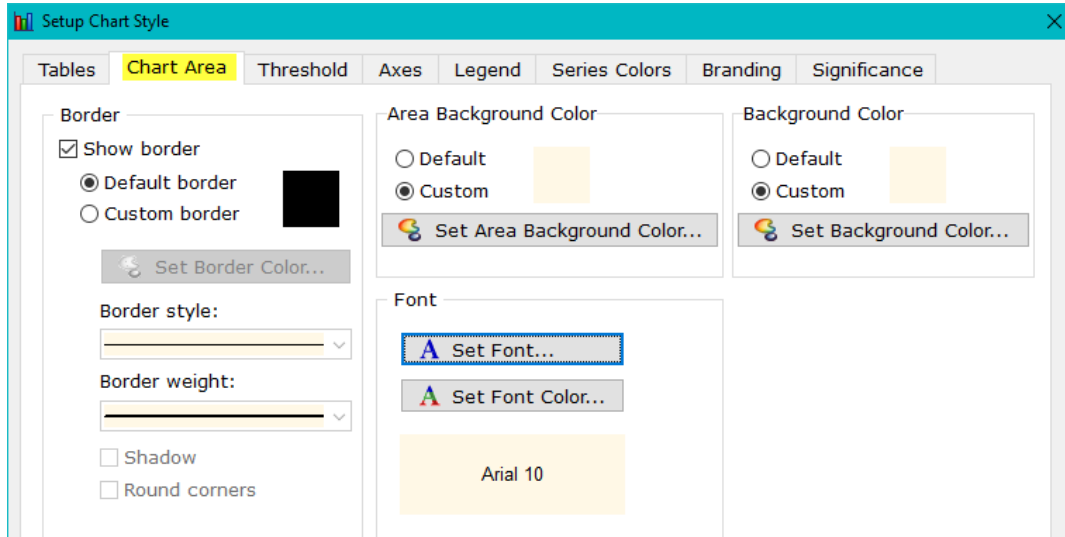 Setup Chart Style
Tables Chart Area Threshold Axes Legend Series Colors Branding Significance
Border
Show border
Default border
Custom border
Set Border Color...
Border style:
Border weight:
Shadow
Round corners
Area Background Color
Default
Custom
Set Area Background Color...
Font
Set Font...
Set Font Color...
Arial 10
Background Color
Default
Custom
Set Background Color...